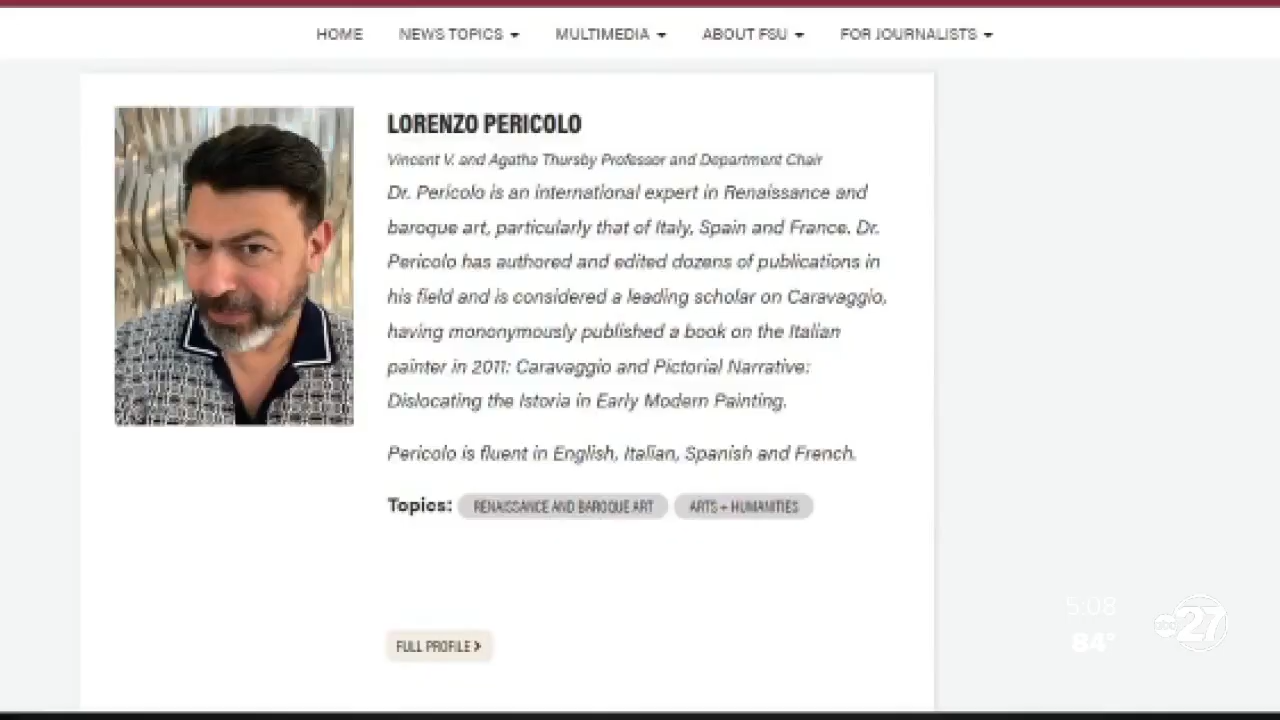 HOME NEWS TOPICS MULTIMEDIA ABOUT FSU FOR JOURNALISTS
LORENZO PERICOLO
Vincent V. and Agatha Thursby Professor and Department Chair
Dr. Pericolo is an international expert in Renaissance and
baroque art, particularly that of Italy, Spain and France. Dr.
Pericolo has authored and edited dozens of publications in
his field and is considered a leading scholar on Caravaggio,
having mononymously published a book on the Italian
painter in 2011: Caravaggio and Pictorial Narrative:
Dislocating the Istoria in Early Modern Painting.
Pericolo is fluent in English, Italian, Spanish and French.
Topics: RENAISSANCE AND BAROQUE ART ARTS + HUMANITIES
FULL PROFILE >
5:08
84°
abc 27